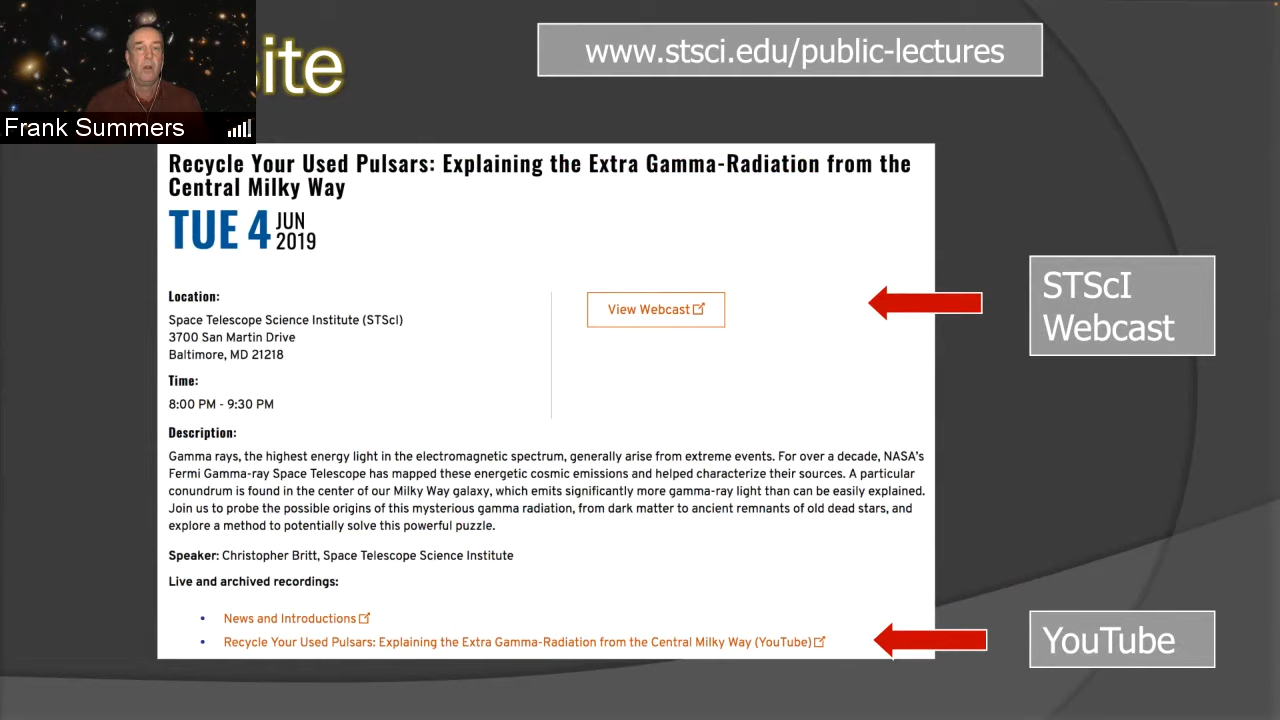 site
www.stsci.edu/public-lectures
Frank Summers
Recycle Your Used Pulsars: Explaining the Extra Gamma-Radiation from the
Central Milky Way
TUE 4 JUN
2019
Location:
Space Telescope Science Institute (STScI)
3700 San Martin Drive
Baltimore, MD 21218
Time:
8:00 PM - 9:30 PM
View Webcast
STScI
Webcast
Description:
Gamma rays, the highest energy light in the electromagnetic spectrum, generally arise from extreme events. For over a decade, NASA's
Fermi Gamma-ray Space Telescope has mapped these energetic cosmic emissions and helped characterize their sources. A particular
conundrum is found in the center of our Milky Way galaxy, which emits significantly more gamma-ray light than can be easily explained.
Join us to probe the possible origins of this mysterious gamma radiation, from dark matter to ancient remnants of old dead stars, and
explore a method to potentially solve this powerful puzzle.
Speaker: Christopher Britt, Space Telescope Science Institute
Live and archived recordings:
• News and Introductions
• Recycle Your Used Pulsars: Explaining the Extra Gamma-Radiation from the Central Milky Way (YouTube)
YouTube